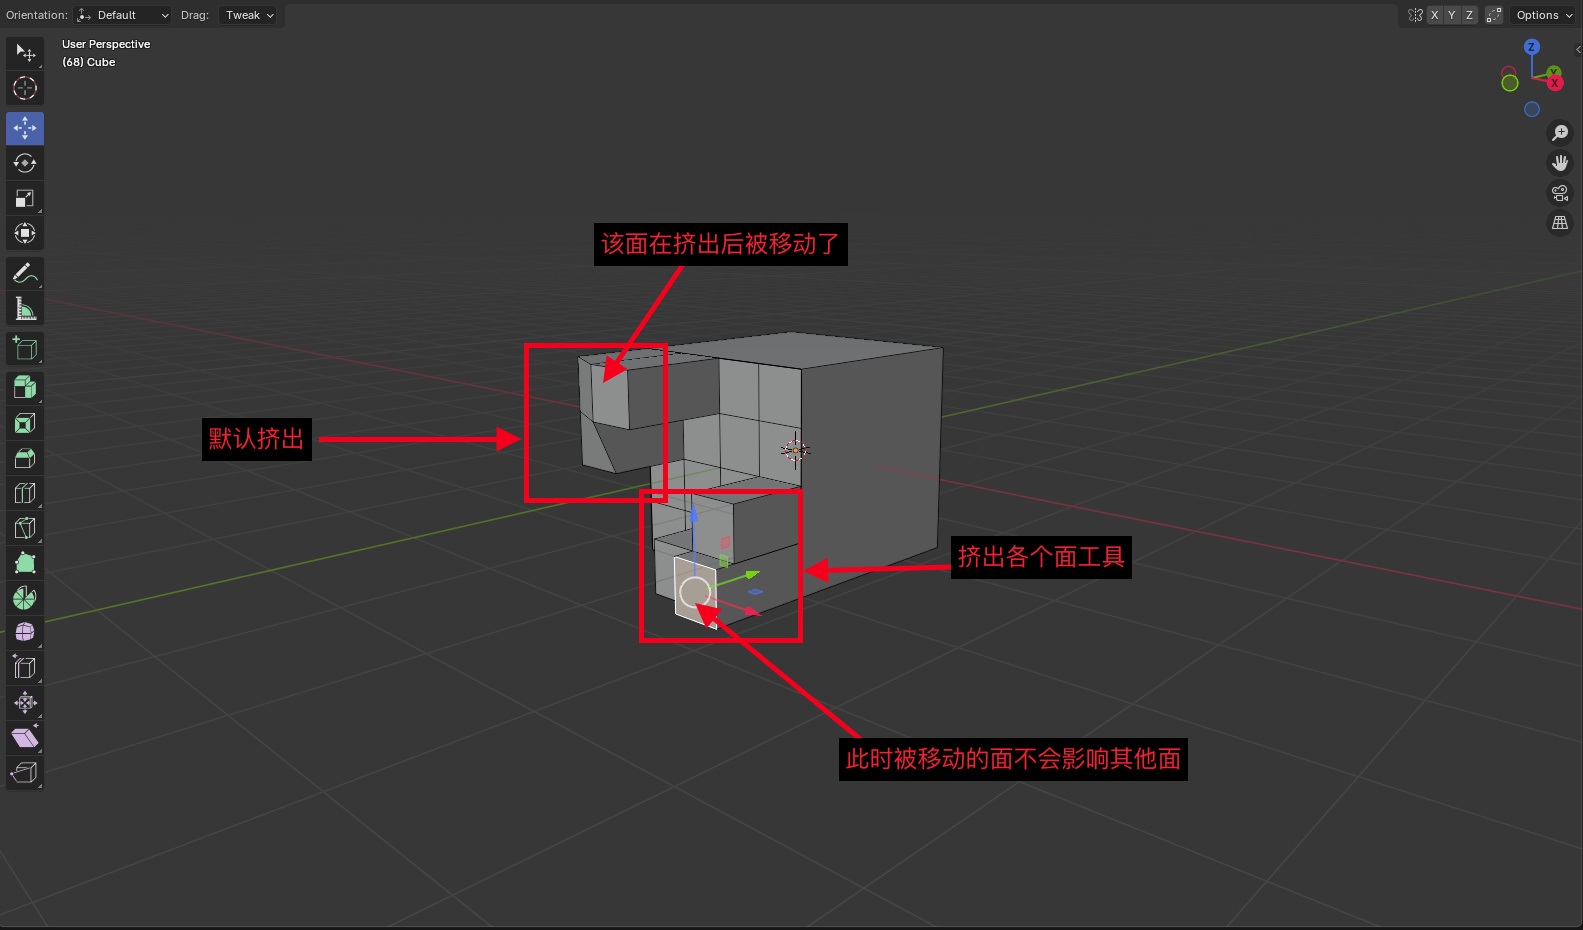 Orientation: Default Drag: Tweak X Y Z Options
User Perspective
(68) Cube
Z
Y
X
该面在挤出后被移动了
默认挤出
挤出各个面工具
此时被移动的面不会影响其他面